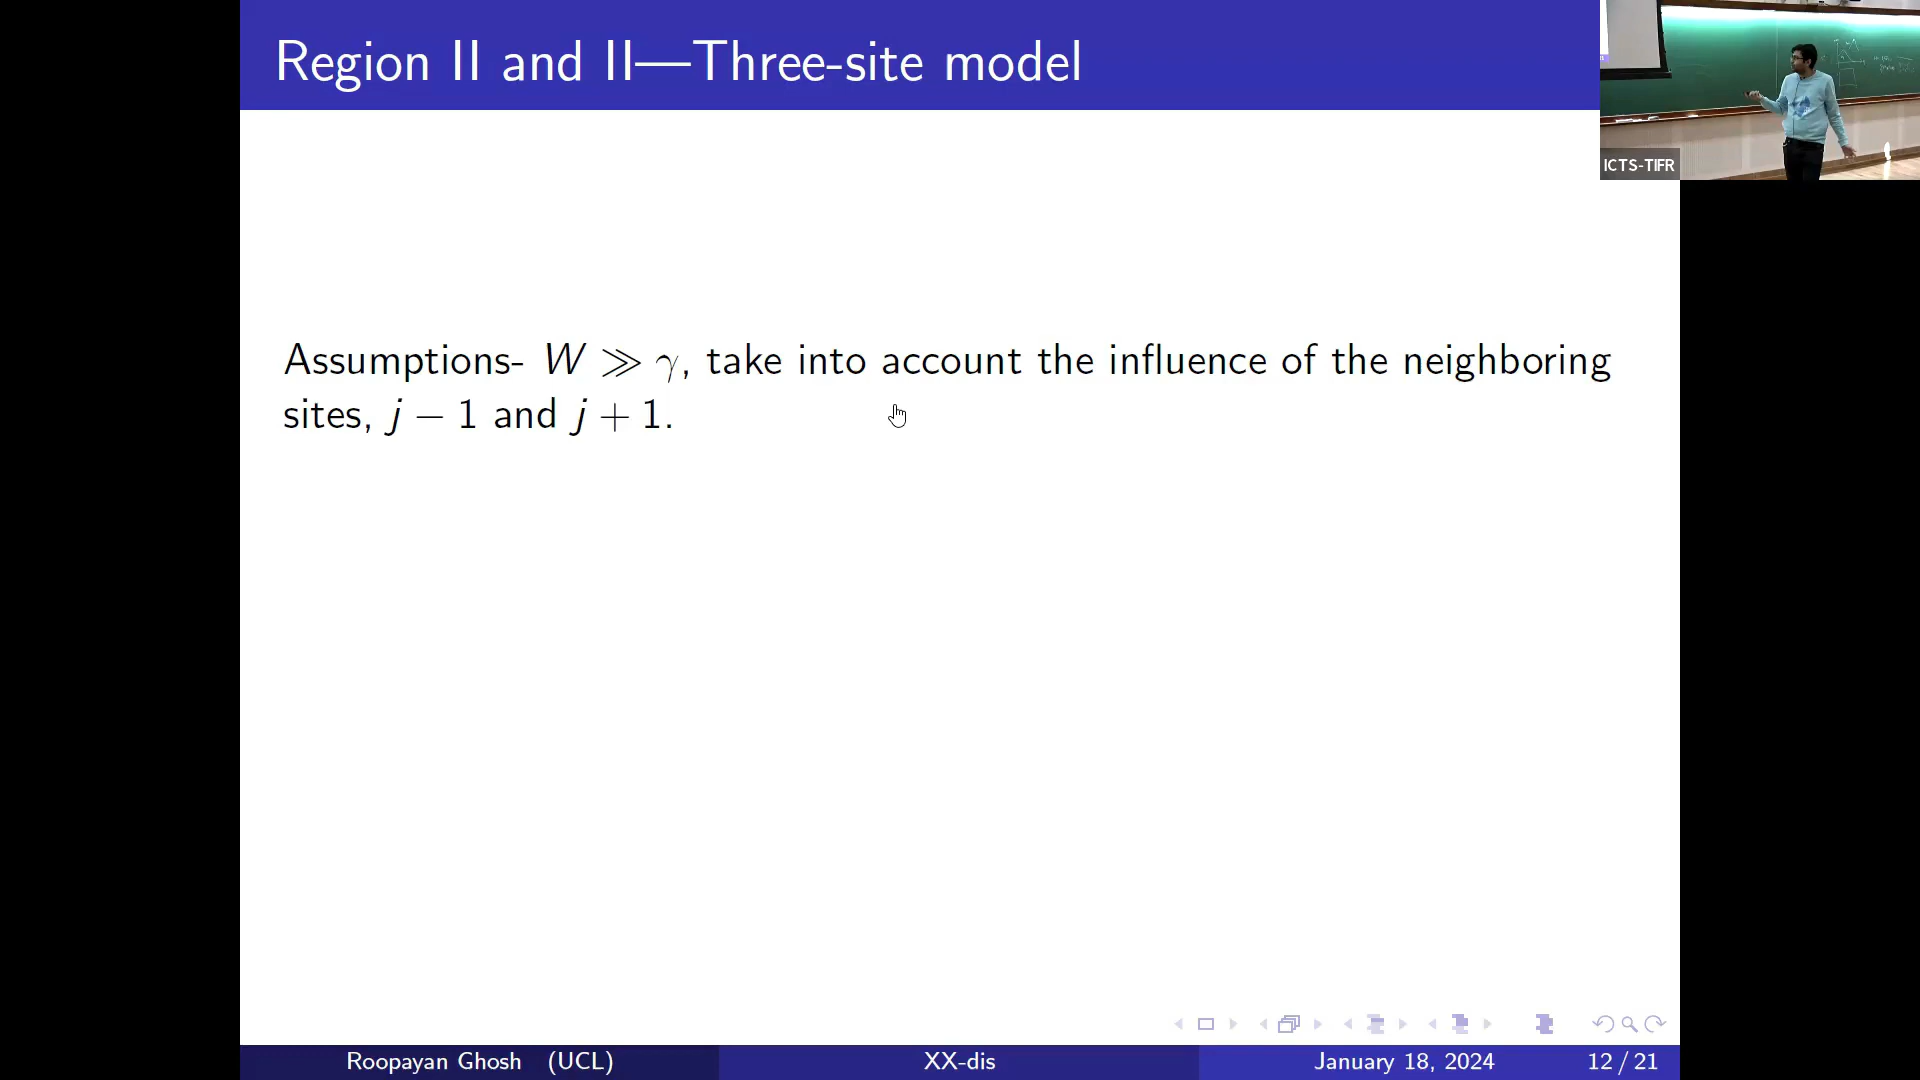 Region II and II—Three-site model
ICTS-TIFR
Assumptions- W ≫ γ, take into account the influence of the neighboring
sites, j − 1 and j + 1.
Roopayan Ghosh (UCL) XX-dis January 18, 2024 12 / 21